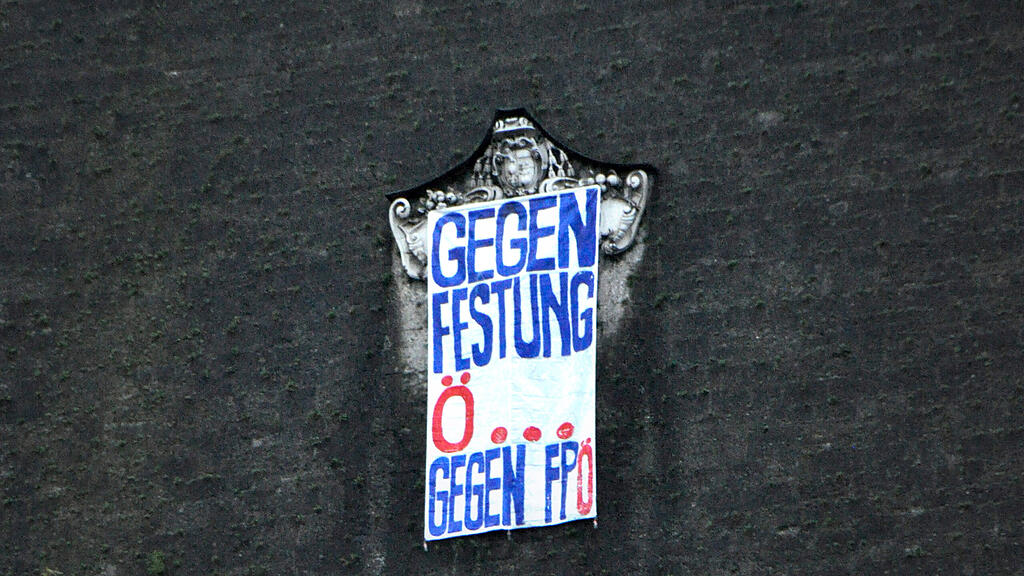 GEGEN
FESTUNG
Ö...
GEGEN FPÖ